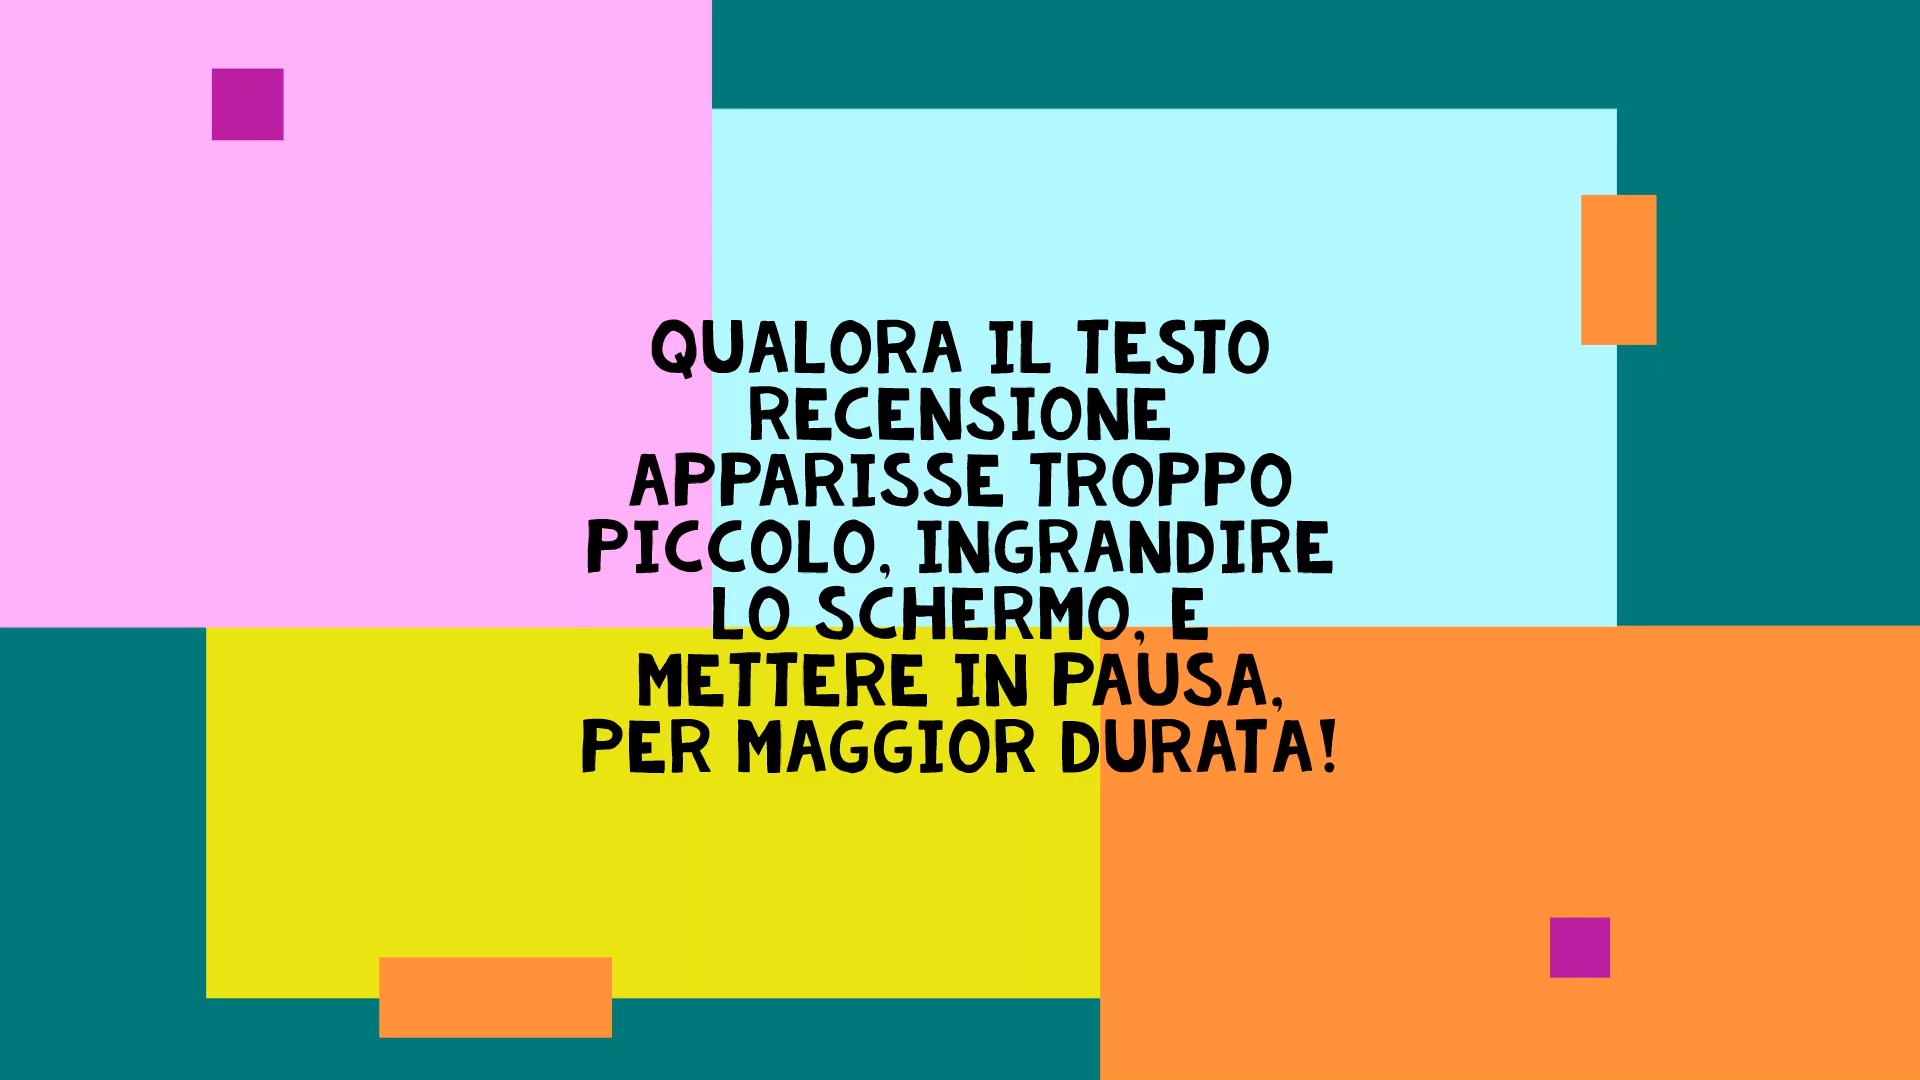 QUALORA IL TESTO
RECENSIONE
APPARISSE TROPPO
PICCOLO, INGRANDIRE
LO SCHERMO, E
METTERE IN PAUSA,
PER MAGGIOR DURATA!